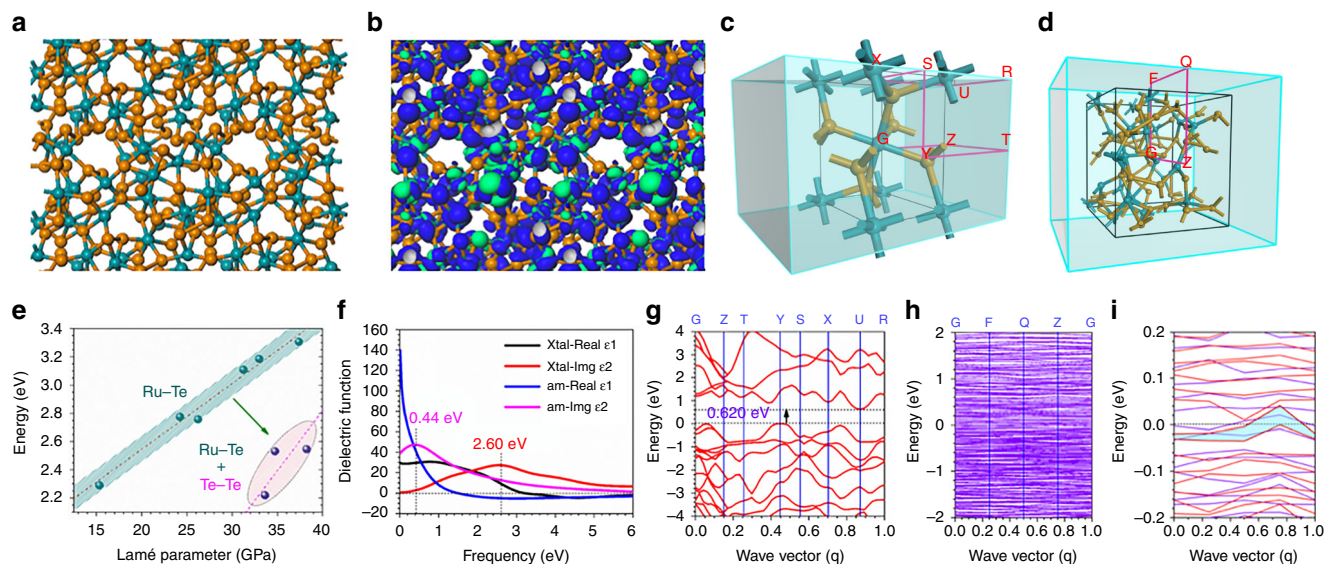 a
b
c
d
X
S
R
U
G
Y
Z
T
F
Q
G
Z
e
f
g
h
i
3.4
3.2
3.0
2.8
2.6
2.4
2.2
Energy (eV)
Ru–Te
Ru–Te
+
Te–Te
15 20 25 30 35 40
Lamé parameter (GPa)
160
140
120
100
80
60
40
20
0
−20
Dielectric function
Xtal-Real ε1
Xtal-Img ε2
am-Real ε1
am-Img ε2
0.44 eV
2.60 eV
0 1 2 3 4 5 6
Frequency (eV)
G Z T Y S X U R
4
3
2
1
0
−1
−2
−3
−4
Energy (eV)
0.620 eV
0.0 0.2 0.4 0.6 0.8 1.0
Wave vector (q)
G F Q Z G
2
1
0
−1
−2
Energy (eV)
0.0 0.2 0.4 0.6 0.8 1.0
Wave vector (q)
0.2
0.1
0.0
−0.1
−0.2
Energy (eV)
0.0 0.2 0.4 0.6 0.8 1.0
Wave vector (q)